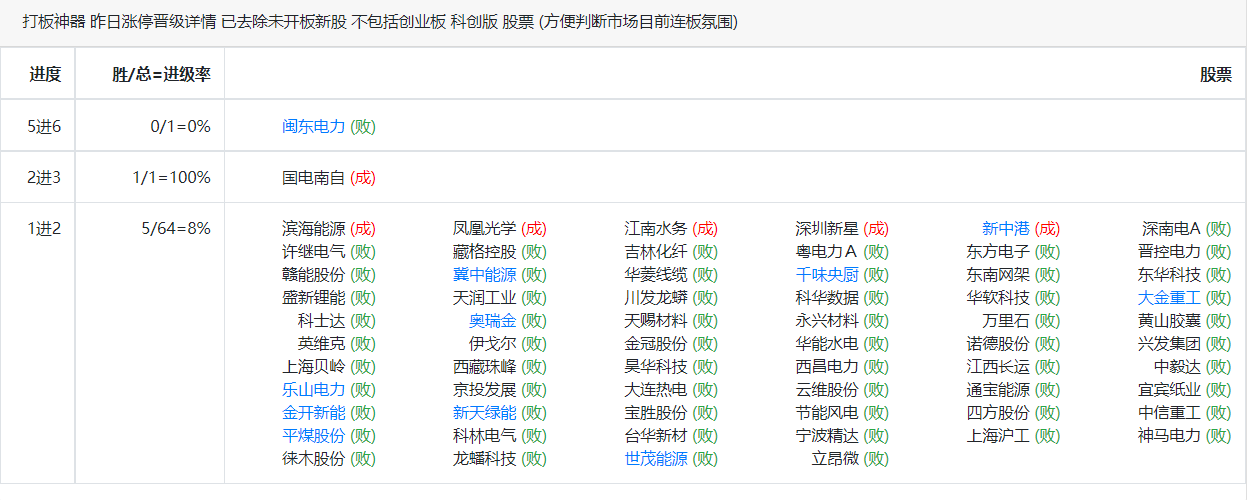 打板神器 昨日涨停晋级详情 已去除未开板新股 不包括创业板 科创版 股票 (方便判断市场目前连板氛围)
进度 胜/总=进级率 股票
5进6 0/1=0% 闽东电力 (败)
2进3 1/1=100% 国电南自 (成)
1进2 5/64=8% 滨海能源 (成) 凤凰光学 (成) 江南水务 (成) 深圳新星 (成) 新中港 (成) 深南电A (败)
许继电气 (败) 藏格控股 (败) 吉林化纤 (败) 粤电力A (败) 东方电子 (败) 晋控电力 (败)
赣能股份 (败) 冀中能源 (败) 华菱线缆 (败) 千味央厨 (败) 东南网架 (败) 东华科技 (败)
盛新锂能 (败) 天润工业 (败) 川发龙蟒 (败) 科华数据 (败) 华软科技 (败) 大金重工 (败)
科士达 (败) 奥瑞金 (败) 天赐材料 (败) 永兴材料 (败) 万里石 (败) 黄山胶囊 (败)
英维克 (败) 伊戈尔 (败) 金冠股份 (败) 华能水电 (败) 诺德股份 (败) 兴发集团 (败)
上海贝岭 (败) 西藏珠峰 (败) 昊华科技 (败) 西昌电力 (败) 江西长运 (败) 中毅达 (败)
乐山电力 (败) 京投发展 (败) 大连热电 (败) 云维股份 (败) 通宝能源 (败) 宜宾纸业 (败)
金开新能 (败) 新天绿能 (败) 宝胜股份 (败) 节能风电 (败) 四方股份 (败) 中信重工 (败)
平煤股份 (败) 科林电气 (败) 台华新材 (败) 宁波精达 (败) 上海沪工 (败) 神马电力 (败)
徕木股份 (败) 龙蟠科技 (败) 世茂能源 (败) 立昂微 (败)